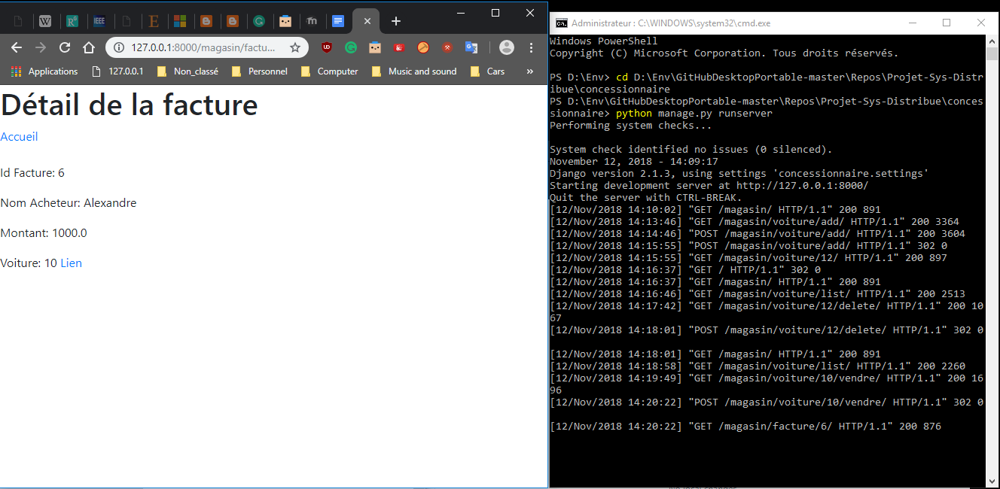 W
R
G
IEEE
E
G
m
127.0.0.1:8000/magasin/factu...
Applications
127.0.0.1
Non_classé
Personnel
Computer
Music and sound
Cars
»
Détail de la facture
Accueil
Id Facture: 6
Nom Acheteur: Alexandre
Montant: 1000.0
Voiture: 10 Lien
Administrateur : C:\WINDOWS\system32\cmd.exe
Windows PowerShell
Copyright (C) Microsoft Corporation. Tous droits réservés.
PS D:\Env> cd D:\Env\GitHubDesktopPortable-master\Repos\Projet-Sys-Distr
ibue\concessionnaire
PS D:\Env\GitHubDesktopPortable-master\Repos\Projet-Sys-Distribue\conces
sionnaire> python manage.py runserver
Performing system checks...
System check identified no issues (0 silenced).
November 12, 2018 - 14:09:17
Django version 2.1.3, using settings 'concessionnaire.settings'
Starting development server at http://127.0.0.1:8000/
Quit the server with CTRL-BREAK.
[12/Nov/2018 14:10:02] "GET /magasin/ HTTP/1.1" 200 891
[12/Nov/2018 14:13:46] "GET /magasin/voiture/add/ HTTP/1.1" 200 3364
[12/Nov/2018 14:14:46] "POST /magasin/voiture/add/ HTTP/1.1" 200 3604
[12/Nov/2018 14:15:55] "POST /magasin/voiture/add/ HTTP/1.1" 302 0
[12/Nov/2018 14:15:55] "GET /magasin/voiture/12/ HTTP/1.1" 200 897
[12/Nov/2018 14:16:37] "GET / HTTP/1.1" 302 0
[12/Nov/2018 14:16:37] "GET /magasin/ HTTP/1.1" 200 891
[12/Nov/2018 14:16:46] "GET /magasin/voiture/list/ HTTP/1.1" 200 2513
[12/Nov/2018 14:17:42] "GET /magasin/voiture/12/delete/ HTTP/1.1" 200 10
67
[12/Nov/2018 14:18:01] "POST /magasin/voiture/12/delete/ HTTP/1.1" 302 0
[12/Nov/2018 14:18:01] "GET /magasin/ HTTP/1.1" 200 891
[12/Nov/2018 14:18:58] "GET /magasin/voiture/list/ HTTP/1.1" 200 2260
[12/Nov/2018 14:19:49] "GET /magasin/voiture/10/vendre/ HTTP/1.1" 200 16
96
[12/Nov/2018 14:20:22] "POST /magasin/voiture/10/vendre/ HTTP/1.1" 302 0
[12/Nov/2018 14:20:22] "GET /magasin/facture/6/ HTTP/1.1" 200 876